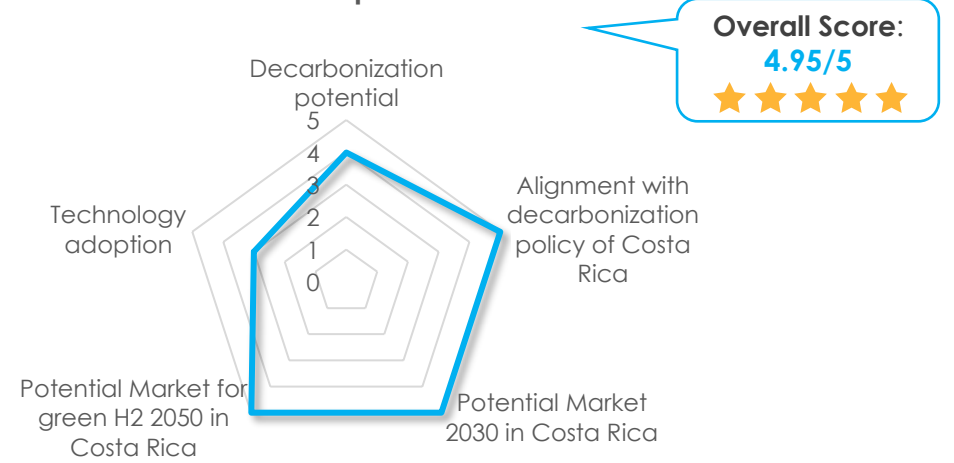 Overall Score:
4.95/5
Decarbonization
potential
5
4
3
2
1
0
Alignment with
decarbonization
policy of Costa
Rica
Technology
adoption
Potential Market for
green H2 2050 in
Costa Rica
Potential Market
2030 in Costa Rica